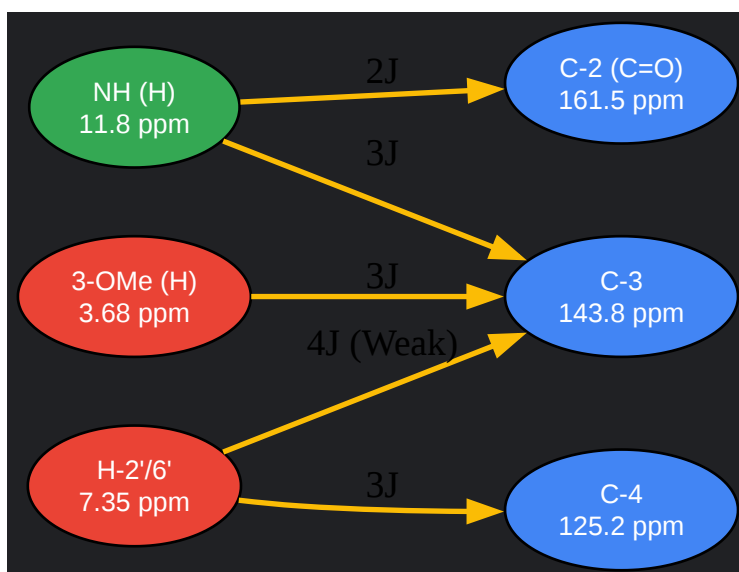 NH (H)
11.8 ppm
2J
C-2 (C=O)
161.5 ppm
3J
3-OMe (H)
3.68 ppm
3J
C-3
143.8 ppm
4J (Weak)
H-2'/6'
7.35 ppm
3J
C-4
125.2 ppm